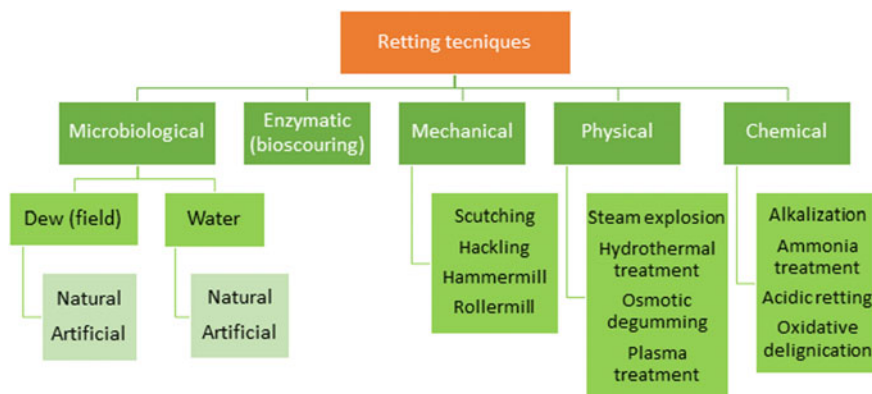 Retting tecniques
Microbiological
Enzymatic
(bioscouring)
Mechanical
Physical
Chemical
Dew (field)
Water
Natural
Artificial
Natural
Artificial
Scutching
Hackling
Hammermill
Rollermill
Steam explosion
Hydrothermal
treatment
Osmotic
degumming
Plasma
treatment
Alkalization
Ammonia
treatment
Acidic retting
Oxidative
delignication